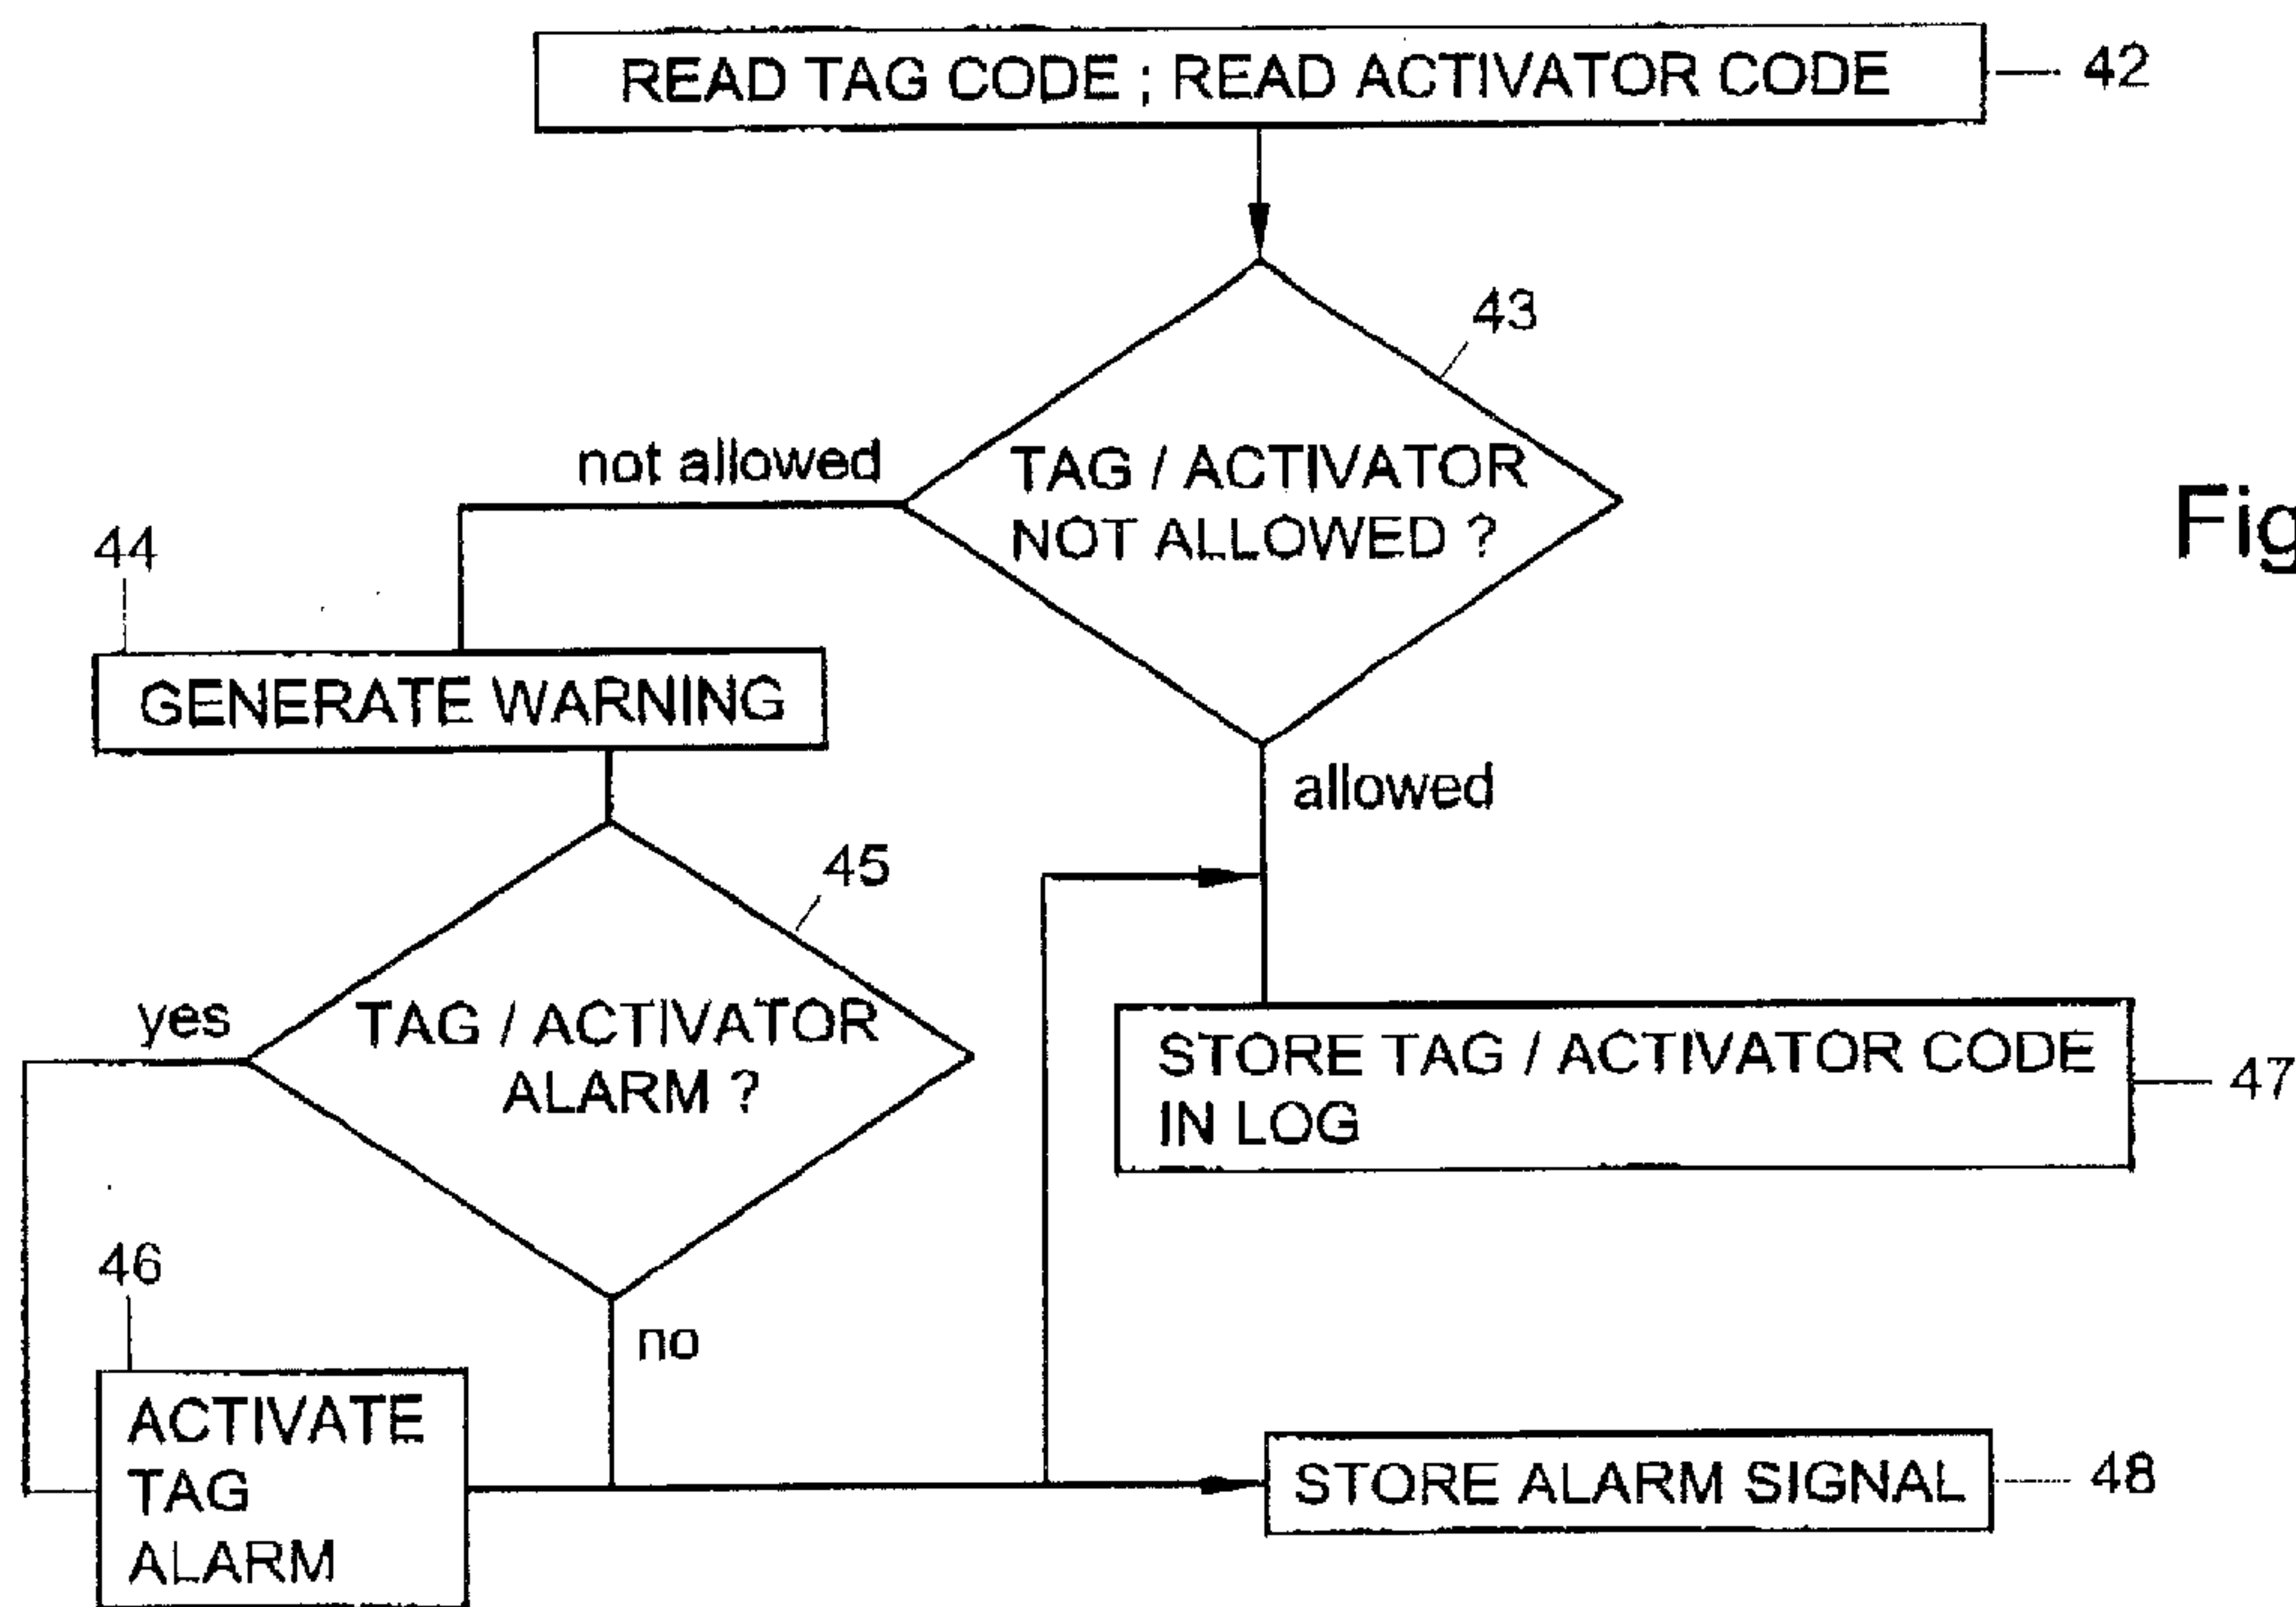 READ TAG CODE ; READ ACTIVATOR CODE
42
43
not allowed
TAG / ACTIVATOR
NOT ALLOWED ?
Fig
44
GENERATE WARNING
allowed
45
yes
TAG / ACTIVATOR
ALARM ?
STORE TAG / ACTIVATOR CODE
IN LOG
47
46
no
ACTIVATE
TAG
ALARM
STORE ALARM SIGNAL
48